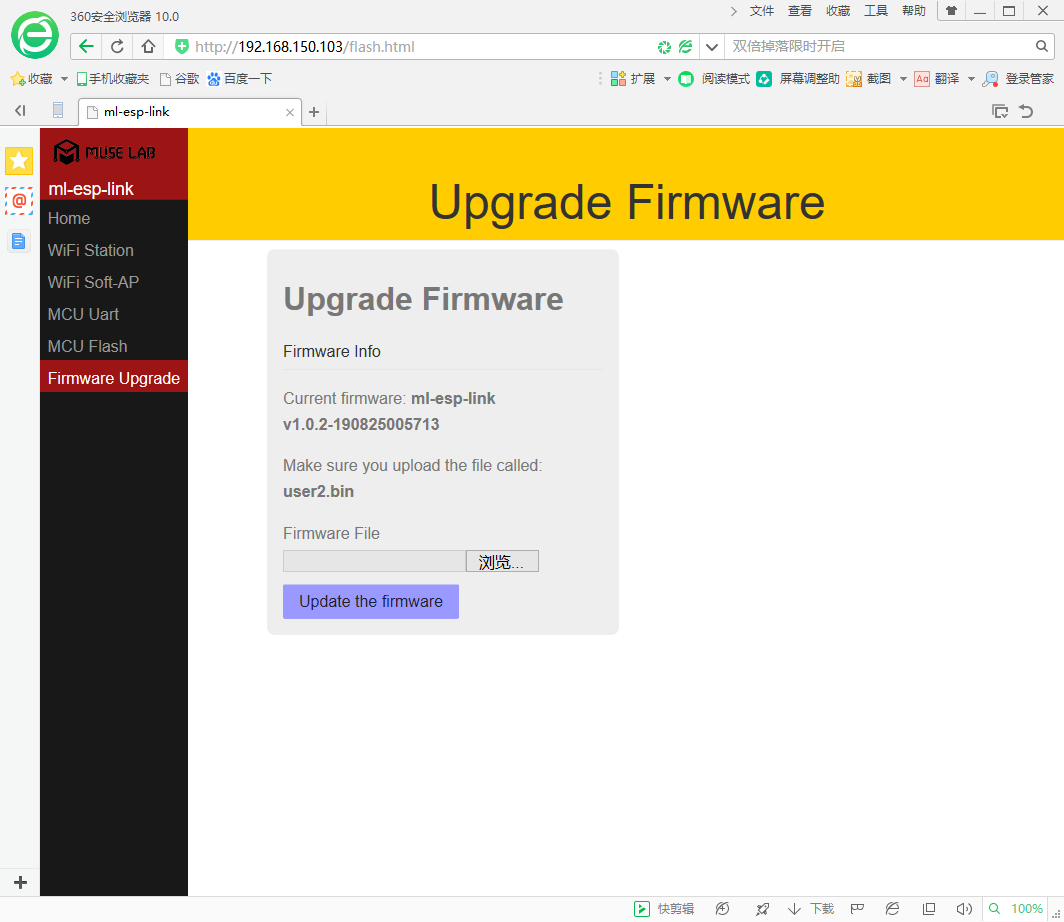 360安全浏览器 10.0
文件 查看 收藏 工具 帮助
http://192.168.150.103/flash.html
双倍掉落限时开启
收藏 手机收藏夹 谷歌 百度一下
扩展 阅读模式 屏幕调整助 截图 Aa 翻译 登录管家
ml-esp-link
MUSE LAB
ml-esp-link
Home
WiFi Station
WiFi Soft-AP
MCU Uart
MCU Flash
Firmware Upgrade
Upgrade Firmware
Upgrade Firmware
Firmware Info
Current firmware: ml-esp-link
v1.0.2-190825005713
Make sure you upload the file called:
user2.bin
Firmware File
浏览...
Update the firmware
快剪辑 下载 100%